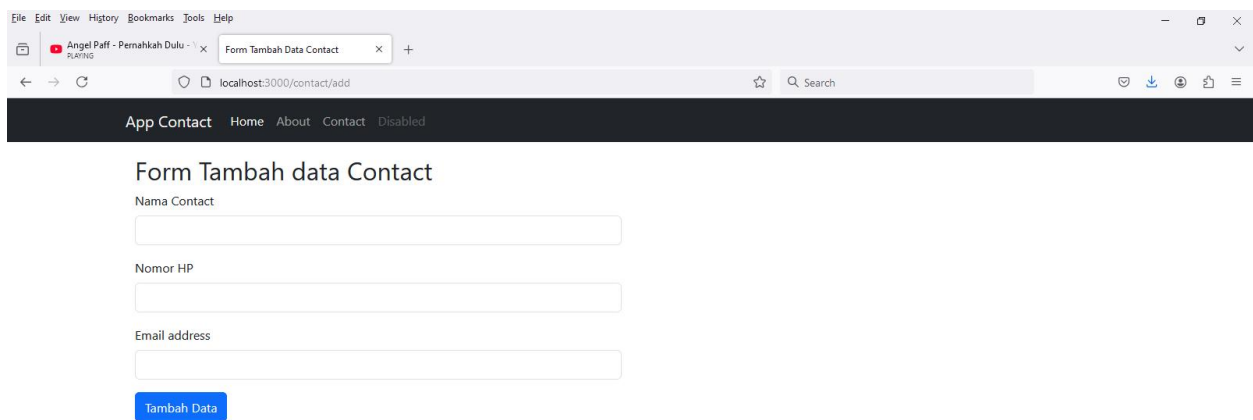 File Edit View History Bookmarks Tools Help
Angel Paff - Pernahkah Dulu -
PLAYING
Form Tambah Data Contact
localhost:3000/contact/add
Search
App Contact Home About Contact Disabled
Form Tambah data Contact
Nama Contact
Nomor HP
Email address
Tambah Data